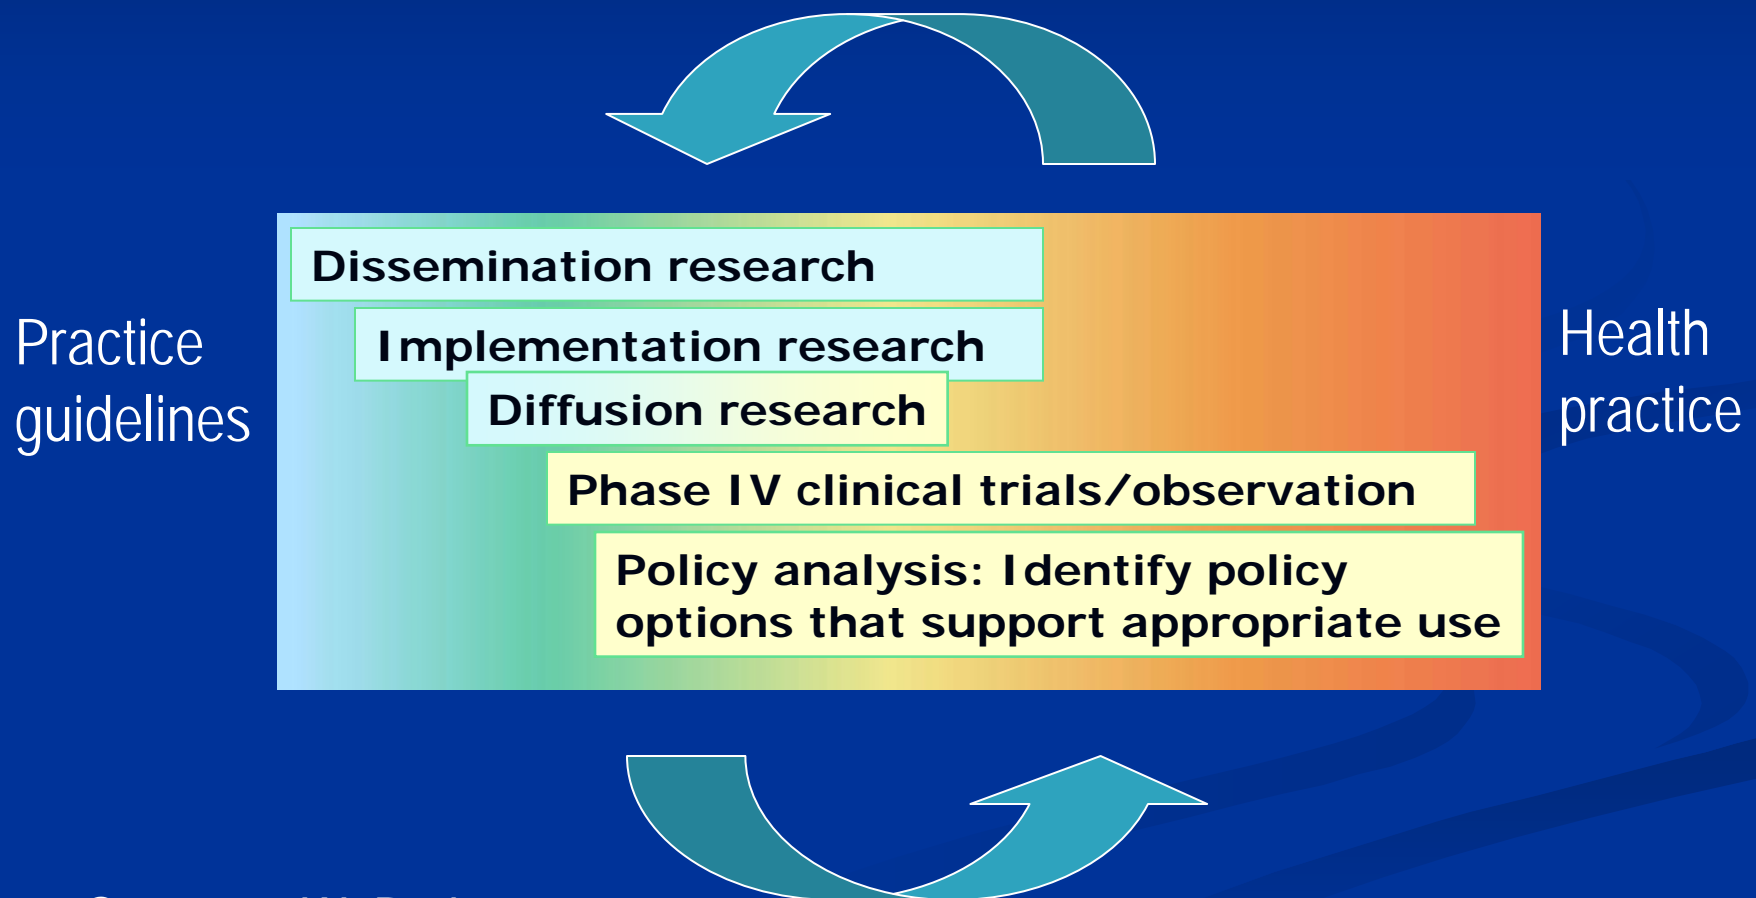 Dissemination research
Implementation research
Diffusion research
Phase IV clinical trials/observation
Policy analysis: Identify policy
options that support appropriate use
Practice
guidelines
Health
practice